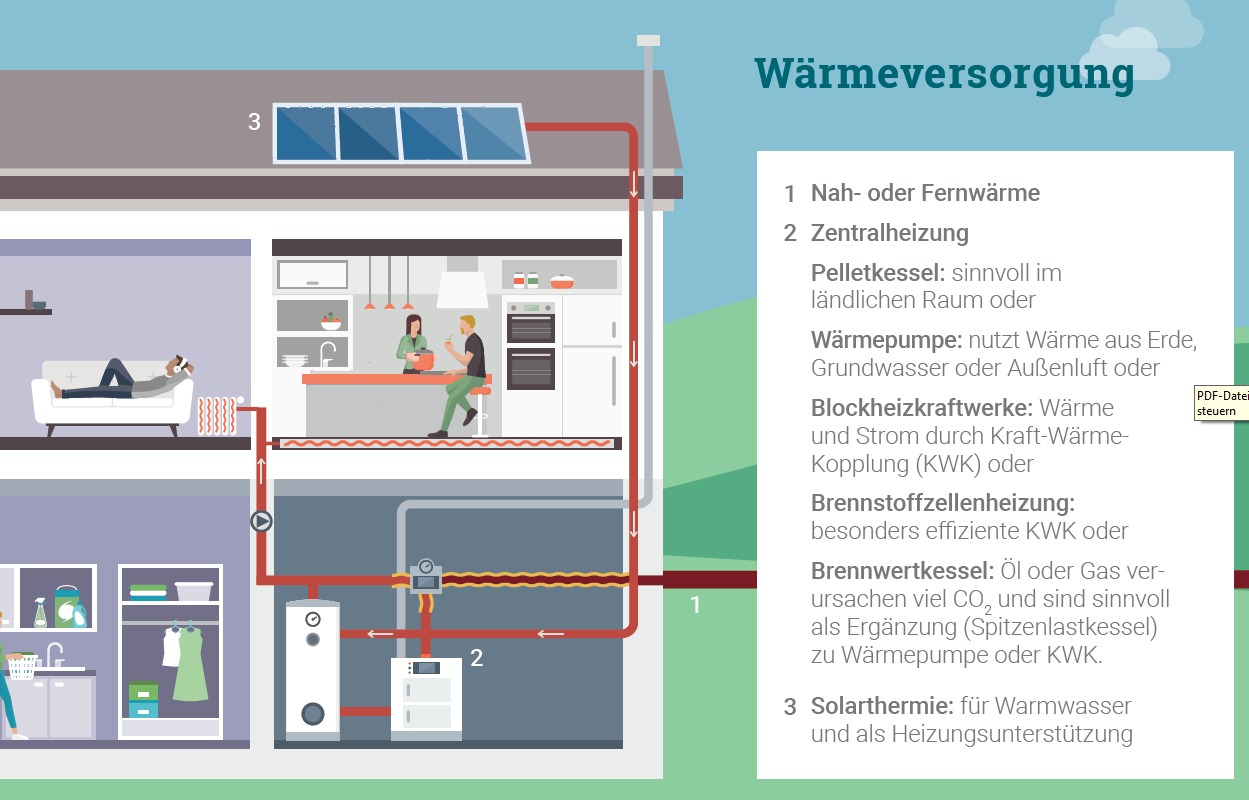 Wärmeversorgung
3
1 Nah- oder Fernwärme
2 Zentralheizung
Pelletkessel: sinnvoll im
ländlichen Raum oder
Wärmepumpe: nutzt Wärme aus Erde,
Grundwasser oder Außenluft oder
PDF-Datei
steuern
Blockheizkraftwerke: Wärme
und Strom durch Kraft-Wärme-
Kopplung (KWK) oder
Brennstoffzellenheizung:
besonders effiziente KWK oder
Brennwertkessel: Öl oder Gas ver-
ursachen viel CO₂ und sind sinnvoll
als Ergänzung (Spitzenlastkessel)
zu Wärmepumpe oder KWK.
3 Solarthermie: für Warmwasser
und als Heizungsunterstützung
1
2